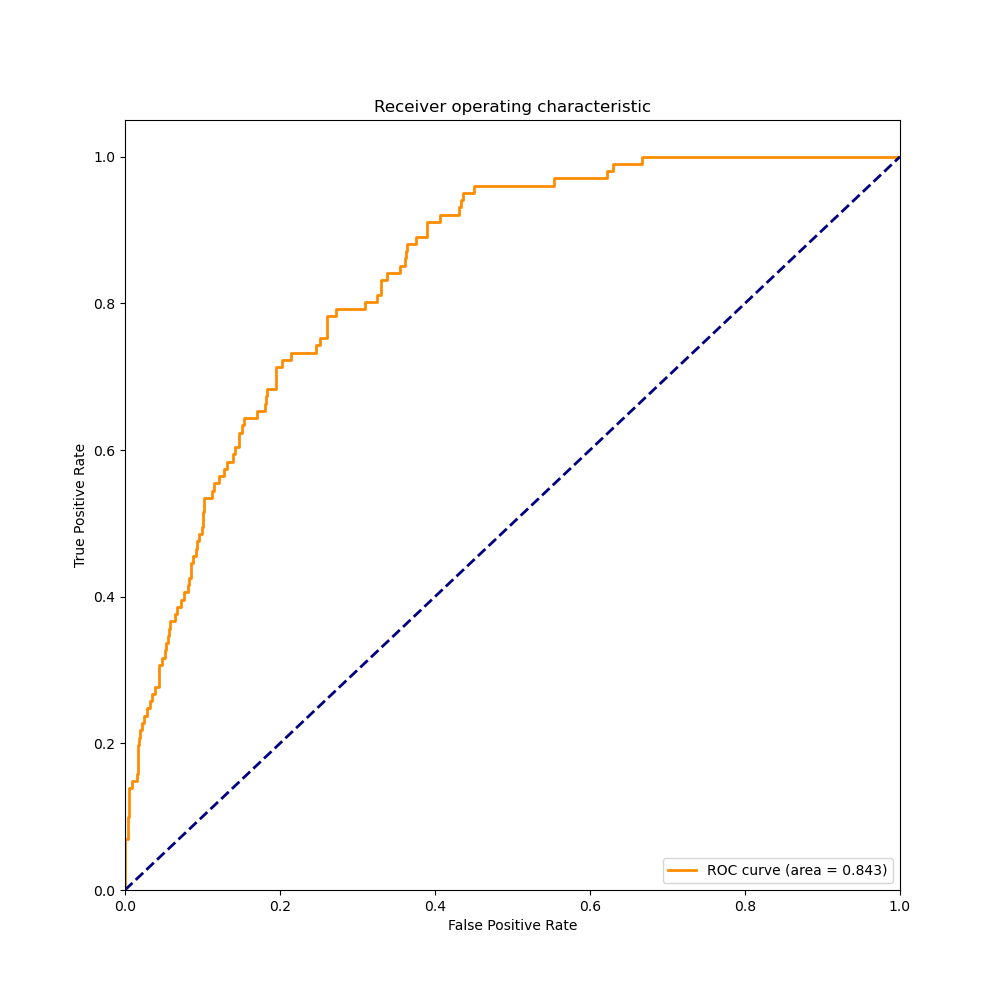 Receiver operating characteristic
True Positive Rate
1.0
0.8
0.6
0.4
0.2
0.0
0.0 0.2 0.4 0.6 0.8 1.0
False Positive Rate
ROC curve (area = 0.843)